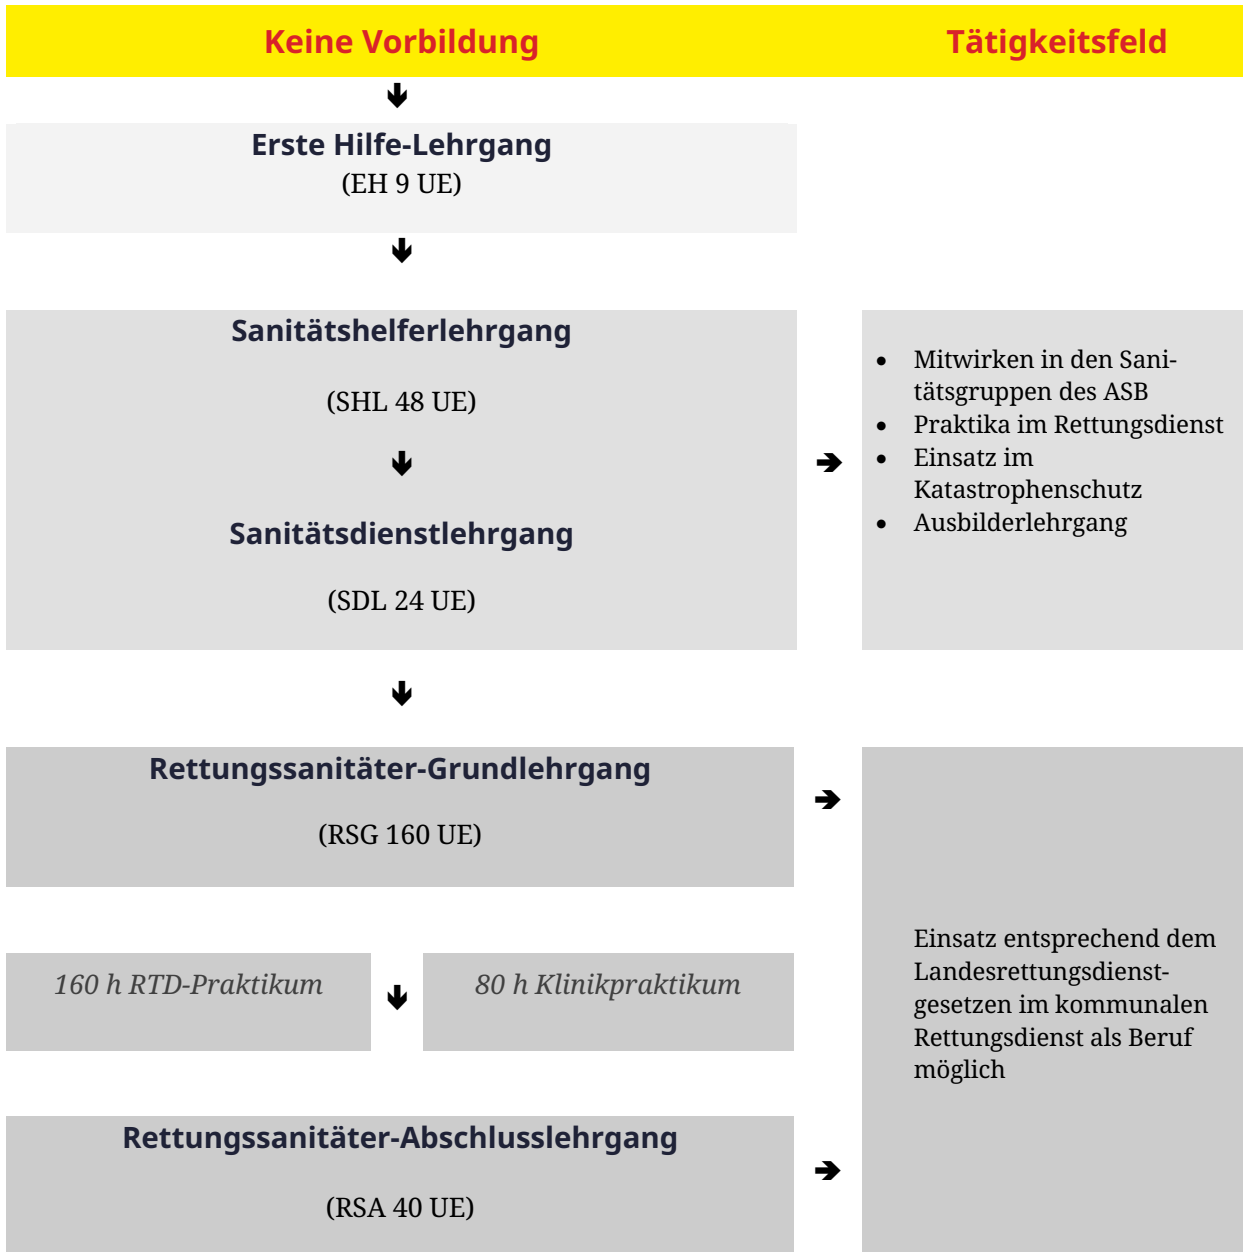 Keine Vorbildung
Tätigkeitsfeld
Erste Hilfe-Lehrgang
(EH 9 UE)
Sanitätshelferlehrgang
(SHL 48 UE)
Sanitätsdienstlehrgang
(SDL 24 UE)
• Mitwirken in den Sani-
tätsgruppen des ASB
• Praktika im Rettungsdienst
• Einsatz im
Katastrophenschutz
• Ausbilderlehrgang
Rettungssanitäter-Grundlehrgang
(RSG 160 UE)
160 h RTD-Praktikum
80 h Klinikpraktikum
Rettungssanitäter-Abschlusslehrgang
(RSA 40 UE)
Einsatz entsprechend dem
Landesrettungsdienst-
gesetzen im kommunalen
Rettungsdienst als Beruf
möglich